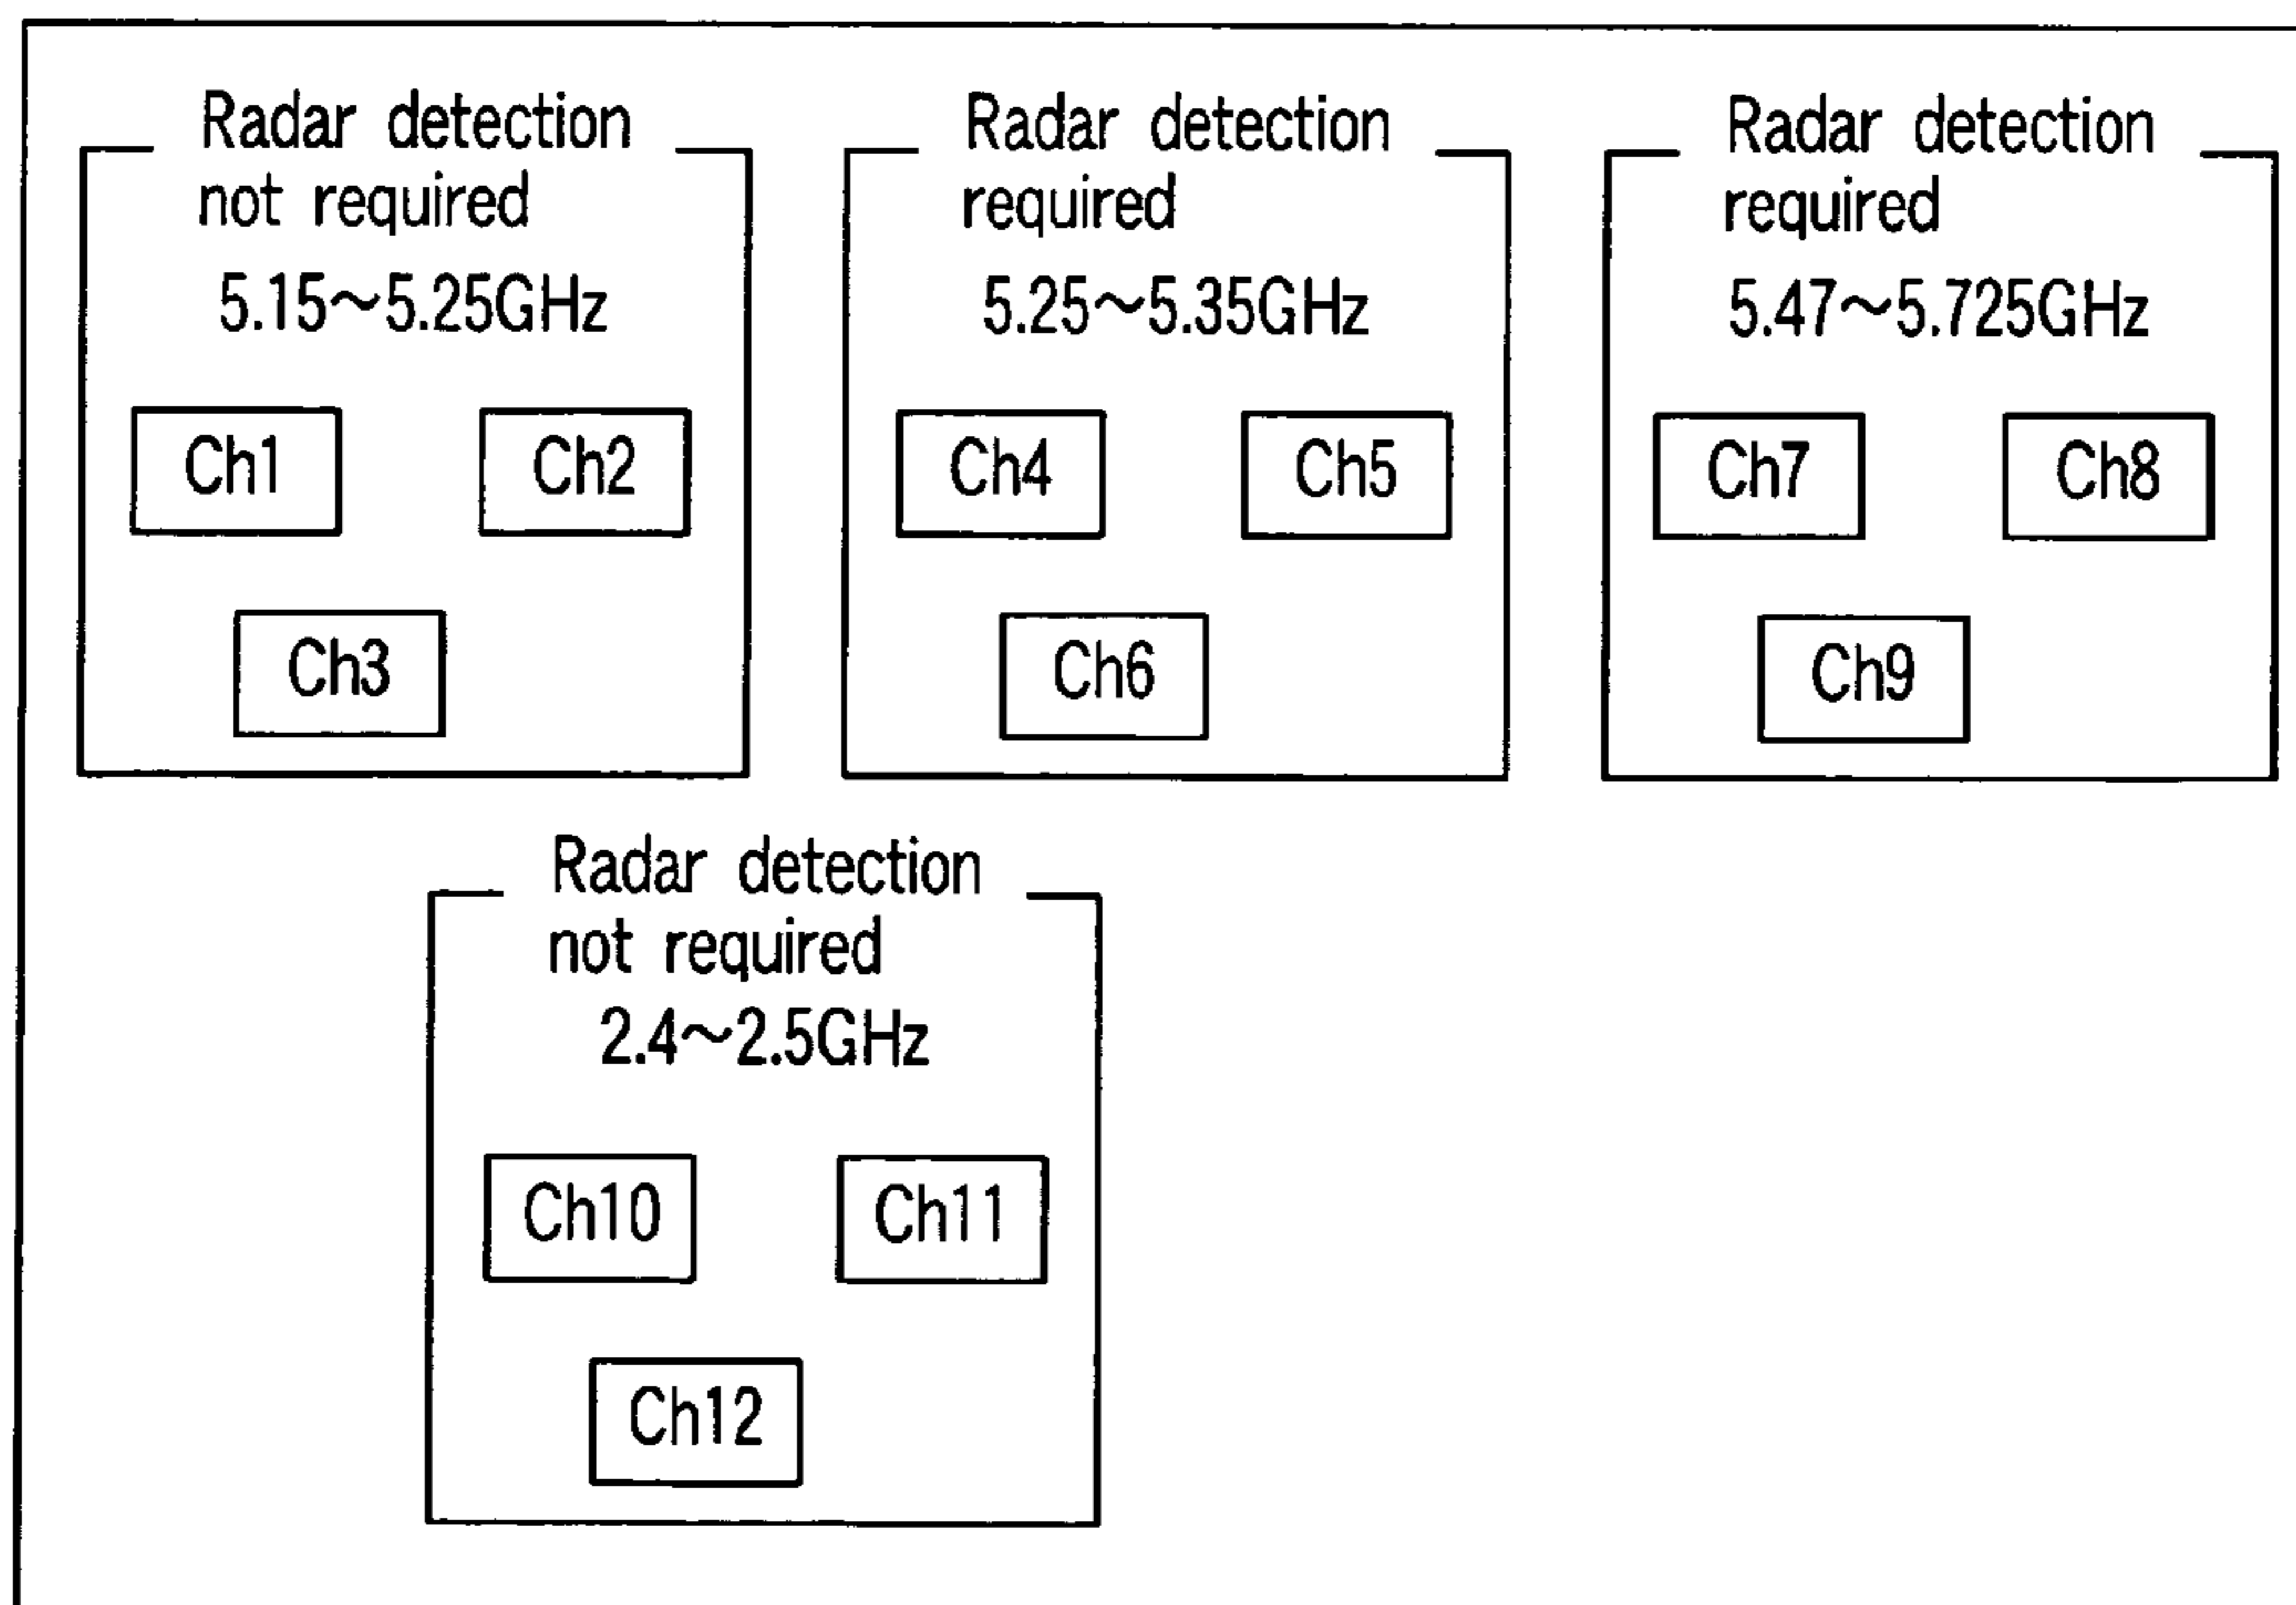 Radar detection
not required
5.15~5.25GHz
Ch1
Ch2
Ch3
Radar detection
required
5.25~5.35GHz
Ch4
Ch5
Ch6
Radar detection
required
5.47~5.725GHz
Ch7
Ch8
Ch9
Radar detection
not required
2.4~2.5GHz
Ch10
Ch11
Ch12